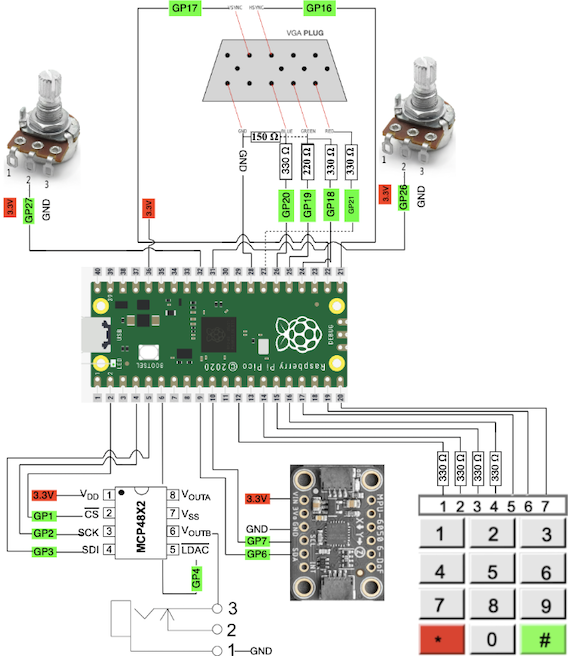 GP17
HSYNC
HSYNC
GP16
VGA PLUG
GND
150 Ω
BLUE
GREEN
RED
330 Ω
220 Ω
330 Ω
330 Ω
GND
GP20
GP19
GP18
GP21
1
2
3
3.3V
GP27
GND
3.3V
1
2
3
3.3V
GP26
GND
40 39 38 37 36 35 34 33 32 31 30 29 28 27 26 25 24 23 22 21
USB
LED
BOOTSEL
Raspberry Pi Pico © 2020
DEBUG
1 2 3 4 5 6 7 8 9 10 11 12 13 14 15 16 17 18 19 20
330 Ω
330 Ω
330 Ω
330 Ω
3.3V
VDD
1
8
VOUTA
GP1
CS
2
7
VSS
GP2
SCK
3
6
VOUTB
GP3
SDI
4
5
LDAC
MCP48X2
GP4
3
2
1
GND
3.3V
GND
GP7
GP6
MPU-6050 6-DoF
1 2 3 4 5 6 7
1 2 3
4 5 6
7 8 9
* 0 #